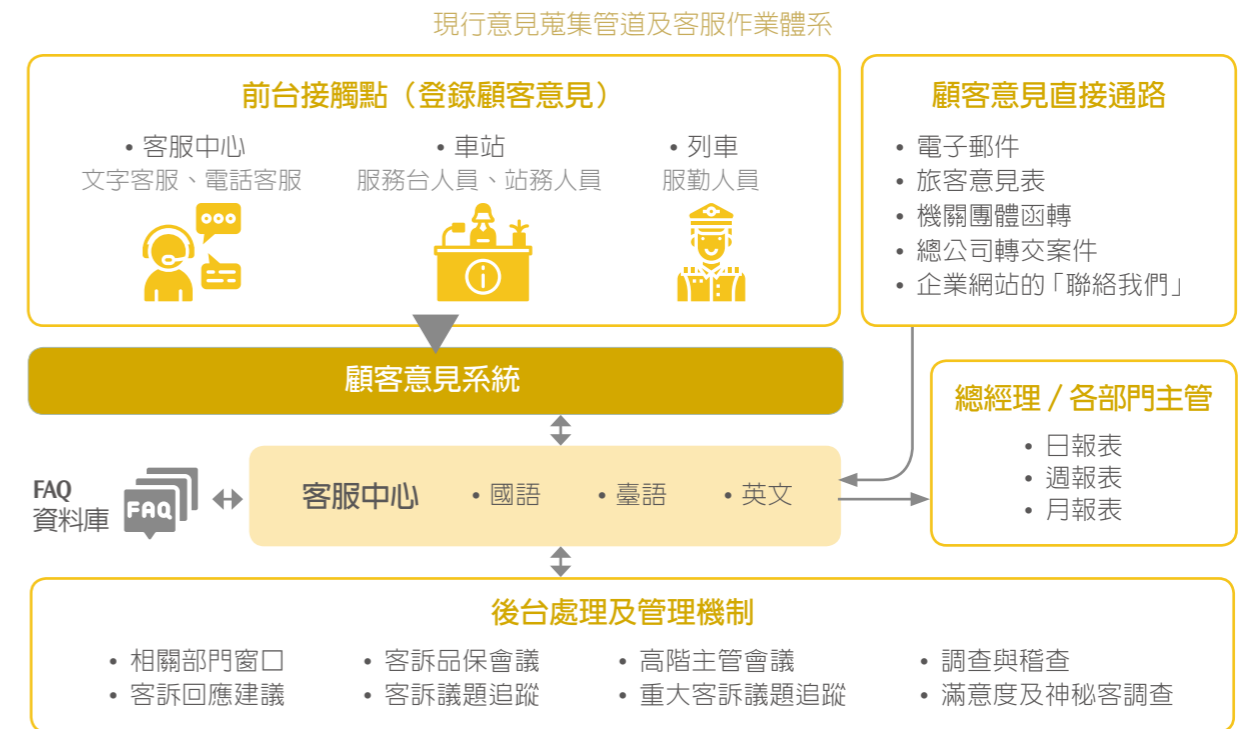 現行意見蒐集管道及客服作業體系
前台接觸點（登錄顧客意見）
• 客服中心
文字客服、電話客服
• 車站
服務台人員、站務人員
• 列車
服勤人員
顧客意見直接通路
• 電子郵件
• 旅客意見表
• 機關團體函轉
• 總公司轉交案件
• 企業網站的「聯絡我們」
顧客意見系統
總經理 / 各部門主管
• 日報表
• 週報表
• 月報表
FAQ
資料庫
FAQ
客服中心 • 國語 • 臺語 • 英文
後台處理及管理機制
• 相關部門窗口
• 客訴回應建議
• 客訴品保會議
• 客訴議題追蹤
• 高階主管會議
• 重大客訴議題追蹤
• 調查與稽查
• 滿意度及神秘客調查